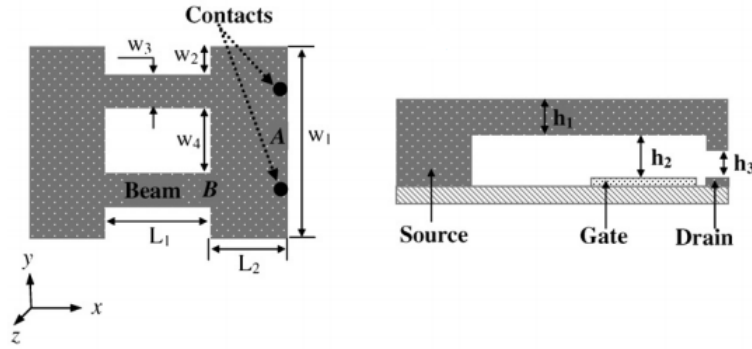 Contacts
w3
w2
A
w1
w4
Beam
B
L1
L2
y
x
z
h1
h2
h3
Source
Gate
Drain